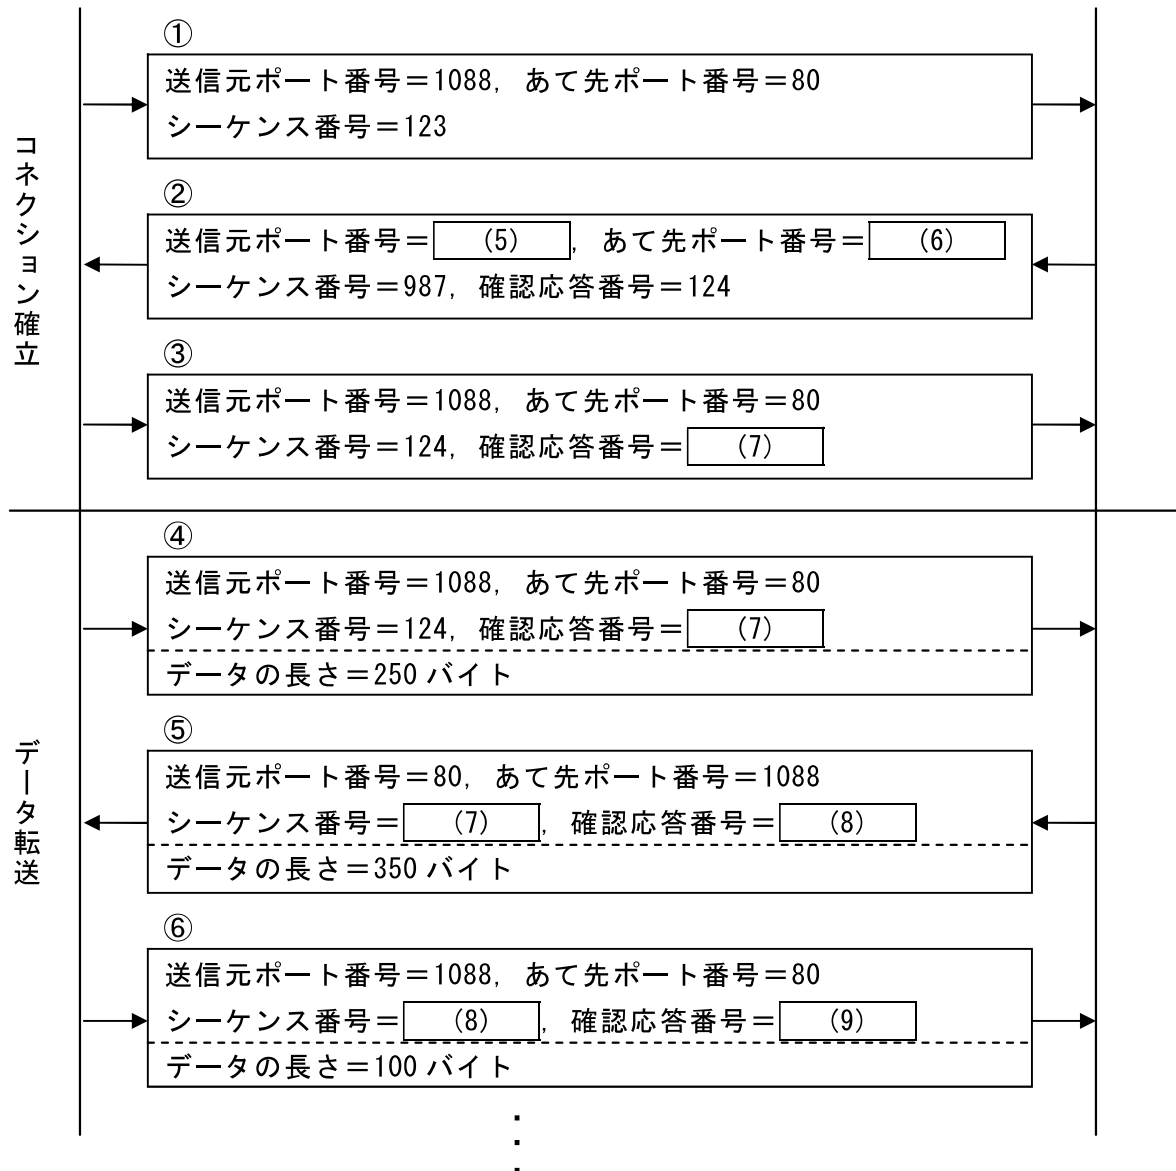 コネクション確立
①
送信元ポート番号＝1088，あて先ポート番号＝80
シーケンス番号＝123
②
送信元ポート番号＝ (5) ，あて先ポート番号＝ (6)
シーケンス番号＝987，確認応答番号＝124
③
送信元ポート番号＝1088，あて先ポート番号＝80
シーケンス番号＝124，確認応答番号＝ (7)
データ転送
④
送信元ポート番号＝1088，あて先ポート番号＝80
シーケンス番号＝124，確認応答番号＝ (7)
データの長さ＝250 バイト
⑤
送信元ポート番号＝80，あて先ポート番号＝1088
シーケンス番号＝ (7) ，確認応答番号＝ (8)
データの長さ＝350 バイト
⑥
送信元ポート番号＝1088，あて先ポート番号＝80
シーケンス番号＝ (8) ，確認応答番号＝ (9)
データの長さ＝100 バイト